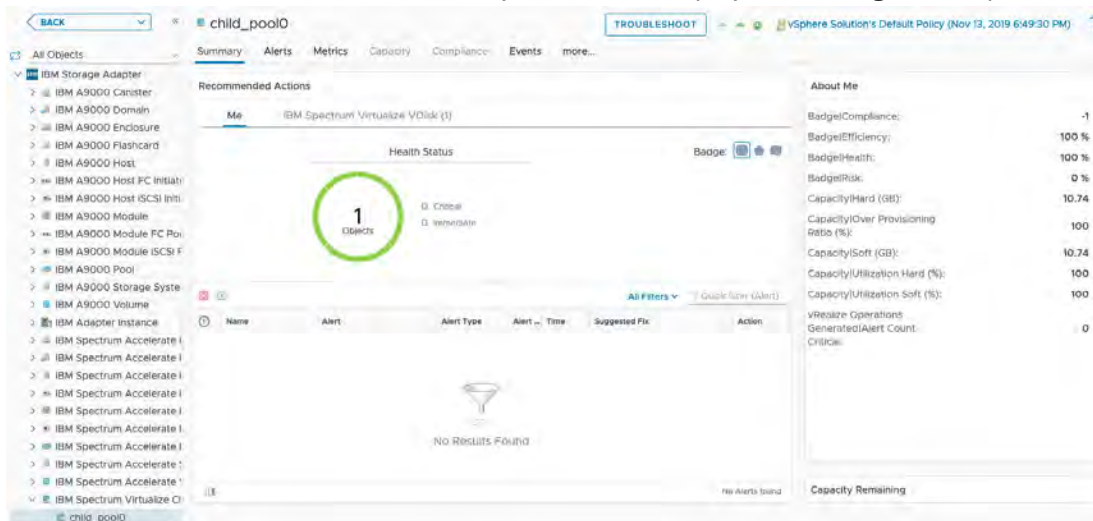 BACK
child_pool0
TROUBLESHOOT
vSphere Solution's Default Policy (Nov 13, 2019 6:49:30 PM)
All Objects
Summary Alerts Metrics Capacity Compliance Events more...
IBM Storage Adapter
IBM A9000 Canister
IBM A9000 Domain
IBM A9000 Enclosure
IBM A9000 Flashcard
IBM A9000 Host
IBM A9000 Host FC Initiat
IBM A9000 Host iSCSI Initi
IBM A9000 Module
IBM A9000 Module FC Por
IBM A9000 Module iSCSI F
IBM A9000 Pool
IBM A9000 Storage Syste
IBM A9000 Volume
IBM Adapter Instance
IBM Spectrum Accelerate
IBM Spectrum Accelerate
IBM Spectrum Accelerate
IBM Spectrum Accelerate
IBM Spectrum Accelerate
IBM Spectrum Accelerate
IBM Spectrum Accelerate
IBM Spectrum Accelerate
IBM Spectrum Accelerate
IBM Spectrum Virtualize
child_pool0
Recommended Actions
Me IBM Spectrum Virtualize VDisk (1)
Health Status
Badge:
1
Objects
0 Critical
0 Immediate
All Filters
Quick filter (Alert)
Name Alert Alert Type Alert ... Time Suggested Fix Action
No Results Found
No Alerts found
About Me
Badge|Compliance: -1
Badge|Efficiency: 100 %
Badge|Health: 100 %
Badge|Risk: 0 %
Capacity|Hard (GB): 10.74
Capacity|Over Provisioning
Ratio (%): 100
Capacity|Soft (GB): 10.74
Capacity|Utilization Hard (%): 100
Capacity|Utilization Soft (%): 100
vRealize Operations
Generated|Alert Count
Critical: 0
Capacity Remaining